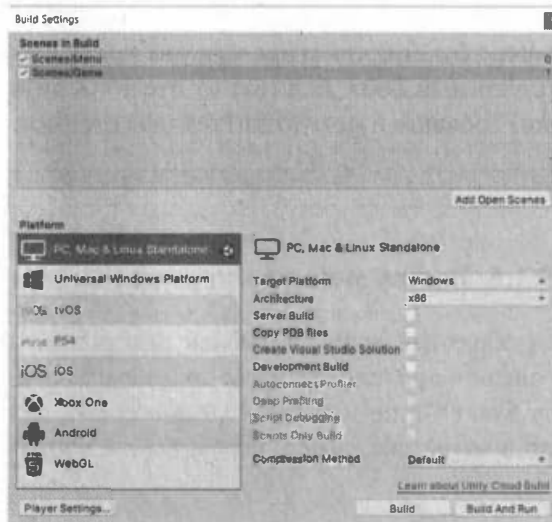 Build Settings
Scenes In Build
Scenes/Menu 0
Scenes/Game 1
Add Open Scenes
Platform
PC, Mac & Linux Standalone
Universal Windows Platform
tvOS
PS4
iOS iOS
Xbox One
Android
WebGL
PC, Mac & Linux Standalone
Target Platform Windows
Architecture x86
Server Build
Copy PDB files
Create Visual Studio Solution
Development Build
Autoconnect Profiler
Deep Profiling
Script Debugging
Scripts Only Build
Compression Method Default
Learn about Unity Cloud Build
Player Settings...
Build
Build And Run